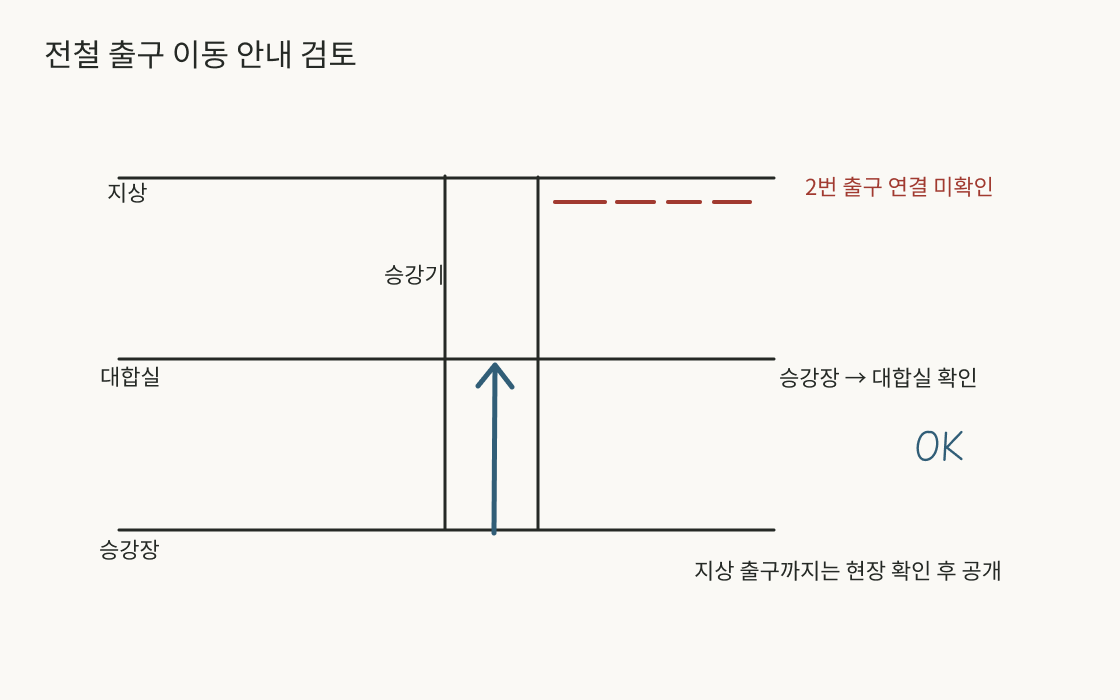 전철 출구 이동 안내 검토
지상
2번 출구 연결 미확인
승강기
대합실
승강장 → 대합실 확인
OK
승강장
지상 출구까지는 현장 확인 후 공개